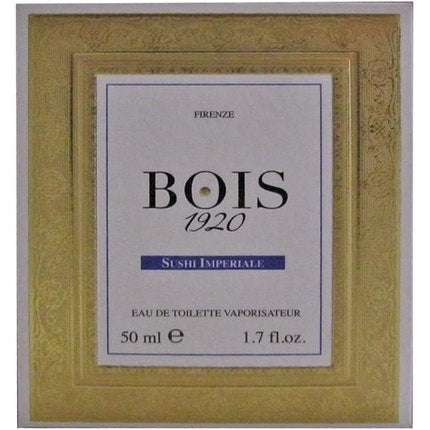 FIRENZE
BOIS
1920
SUSHI IMPERIALE
EAU DE TOILETTE VAPORISATEUR
50 ml ℮ 1.7 fl.oz.